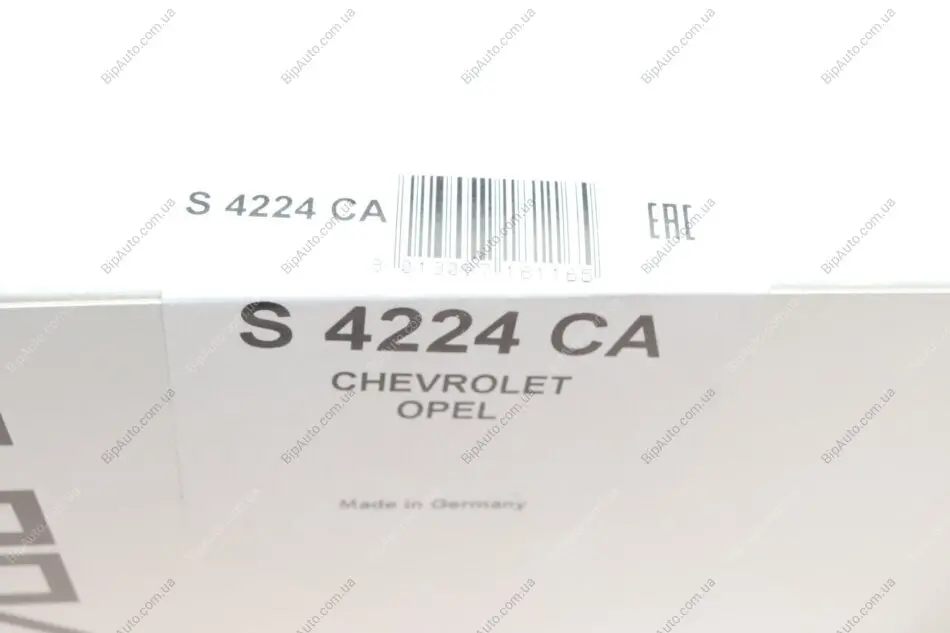 S 4224 CA
EAC
S 4224 CA
CHEVROLET
OPEL
Made in Germany
BipAuto.com.ua